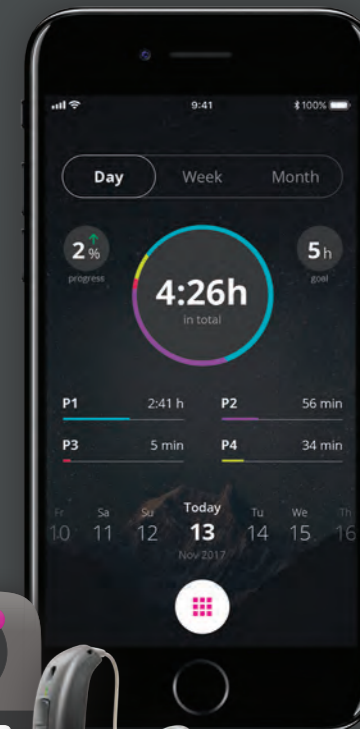 9:41
100%
Day Week Month
2 %
progress
4:26h
in total
5 h
goal
P1 2:41 h P2 56 min
P3 5 min P4 34 min
Fr Sa Su Today Tu We Th
10 11 12 13 14 15 16
Nov 2017